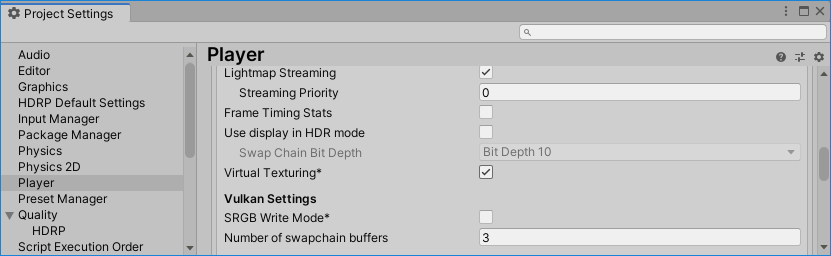 Project Settings
Audio
Editor
Graphics
HDRP Default Settings
Input Manager
Package Manager
Physics
Physics 2D
Player
Preset Manager
Quality
HDRP
Script Execution Order
Player
Lightmap Streaming
Streaming Priority 0
Frame Timing Stats
Use display in HDR mode
Swap Chain Bit Depth Bit Depth 10
Virtual Texturing*
Vulkan Settings
SRGB Write Mode*
Number of swapchain buffers 3